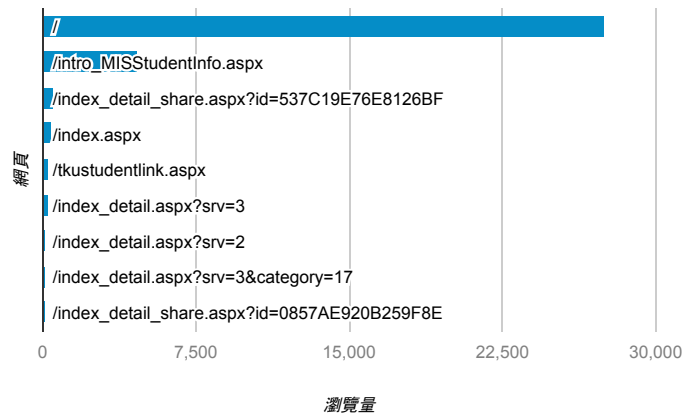 /
/intro_MISStudentInfo.aspx
/index_detail_share.aspx?id=537C19E76E8126BF
/index.aspx
/tkustudentlink.aspx
/index_detail.aspx?srv=3
/index_detail.aspx?srv=2
/index_detail.aspx?srv=3&category=17
/index_detail_share.aspx?id=0857AE920B259F8E
網頁
0 7,500 15,000 22,500 30,000
瀏覽量